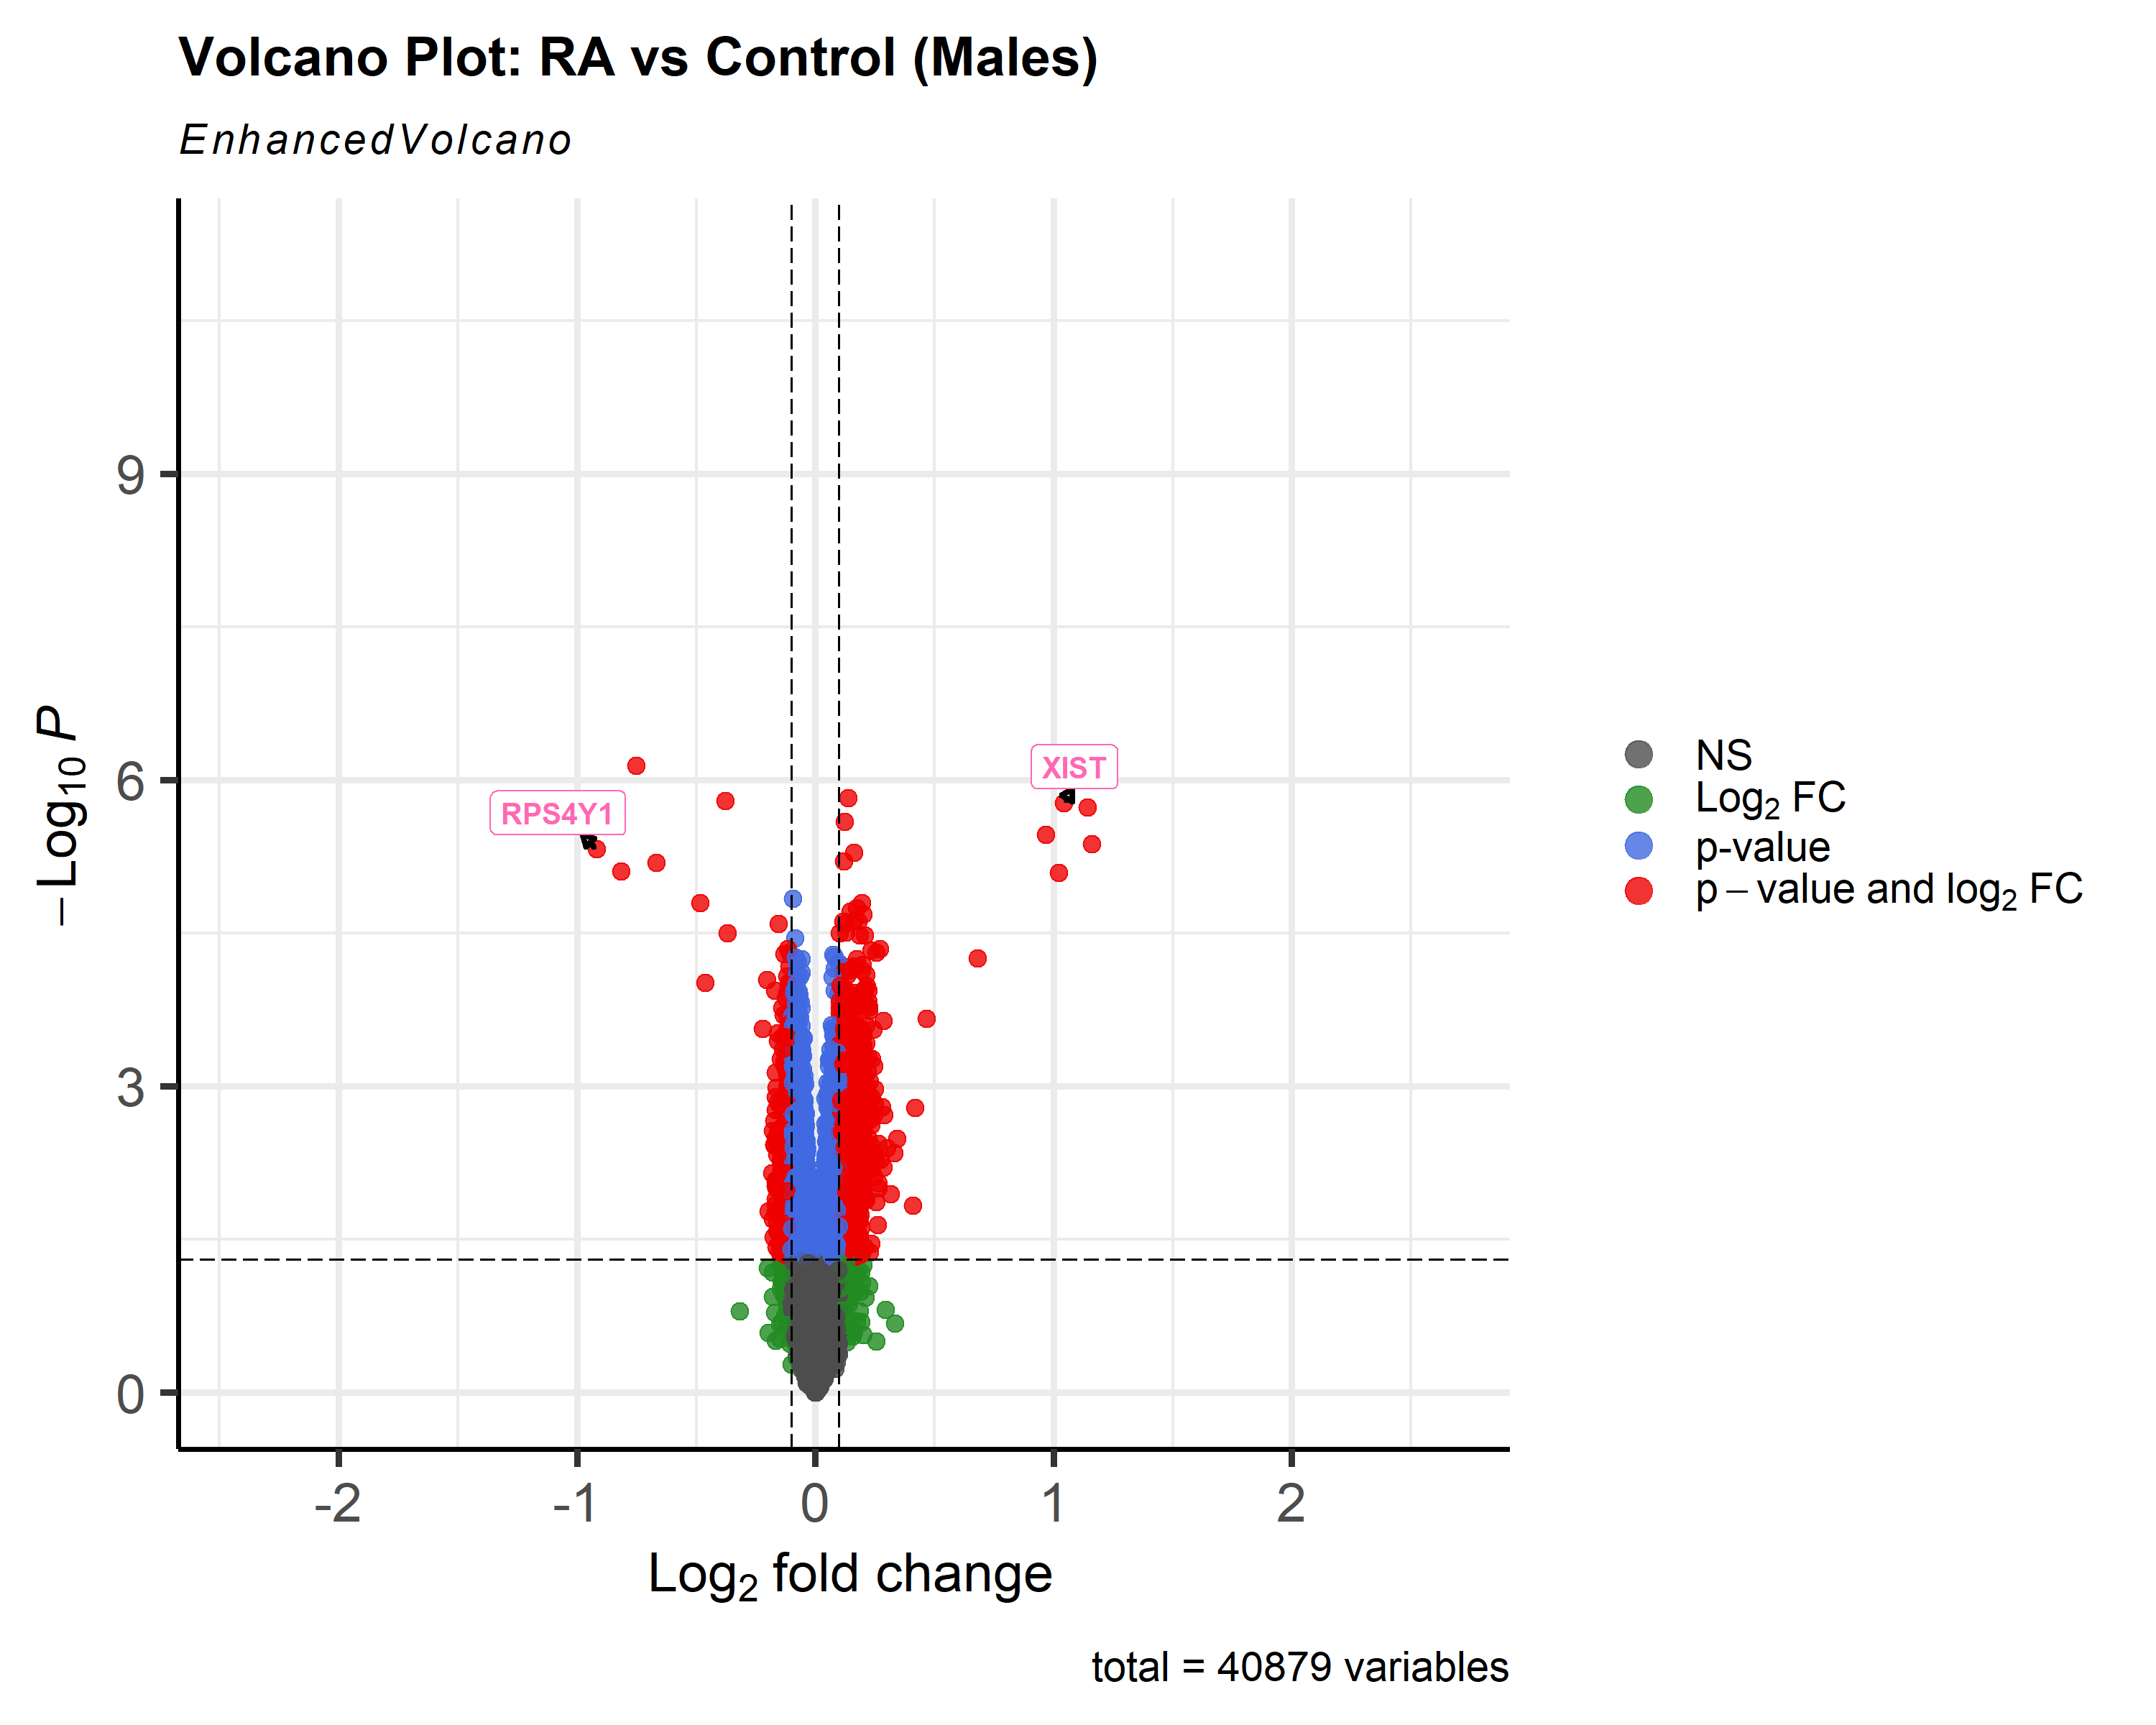 Volcano Plot: RA vs Control (Males)
EnhancedVolcano
9
6
3
0
− Log₁₀ P
RPS4Y1
XIST
-2 -1 0 1 2
Log₂ fold change
NS
Log₂ FC
p-value
p − value and log₂ FC
total = 40879 variables